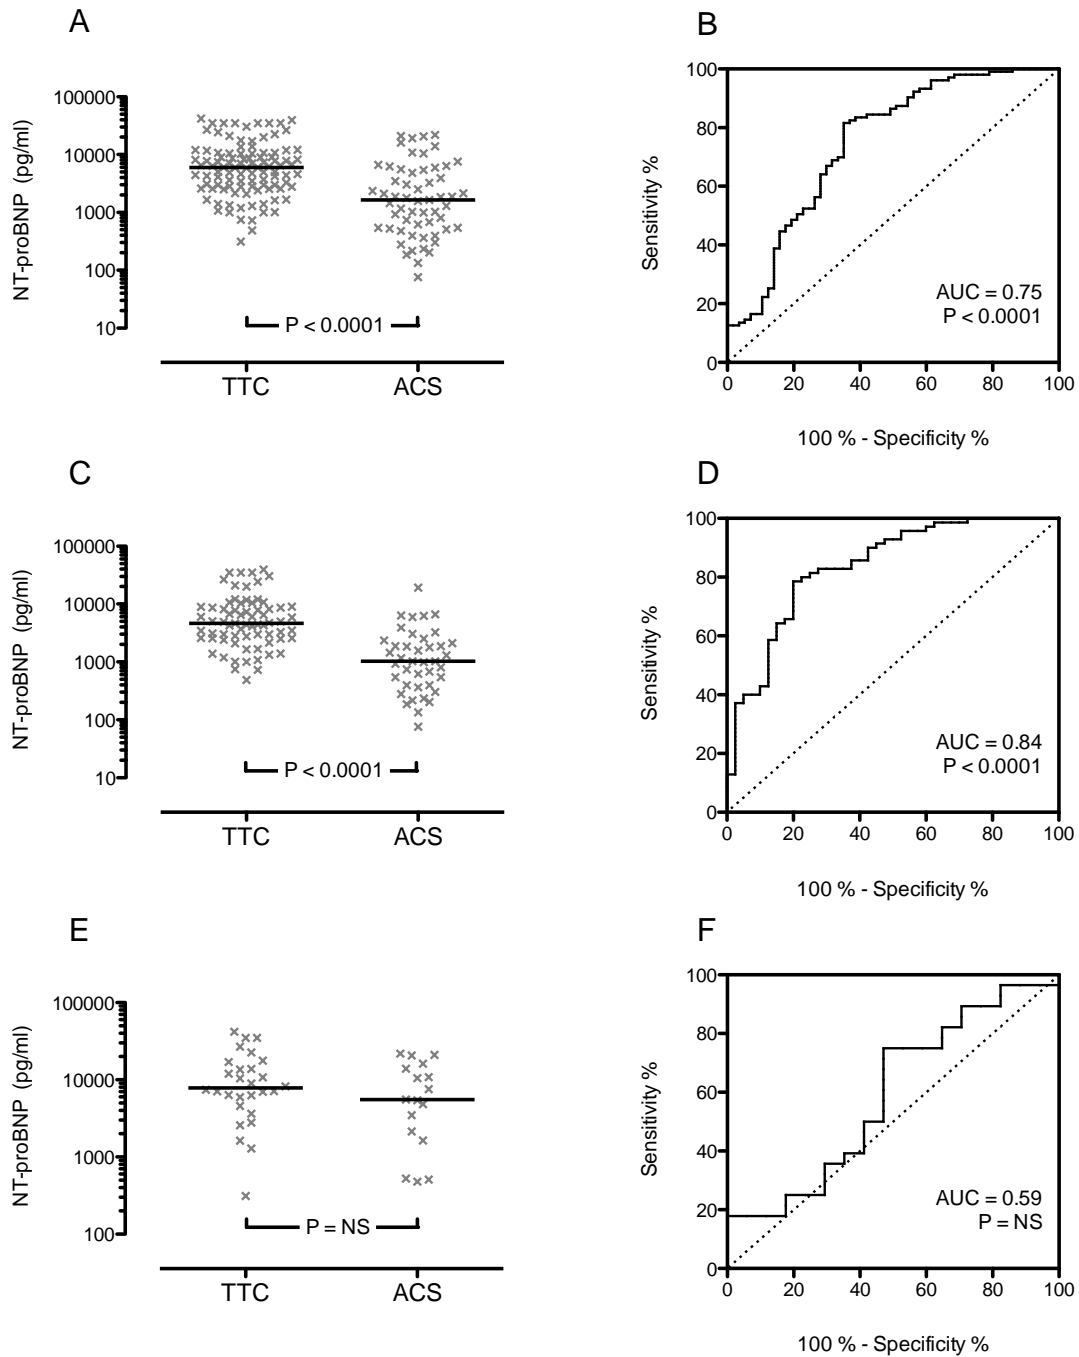 A
NT-proBNP (pg/ml)
100000
10000
1000
100
10
P < 0.0001
TTC
ACS
B
Sensitivity %
100
80
60
40
20
0
AUC = 0.75
P < 0.0001
0 20 40 60 80 100
100 % - Specificity %
C
NT-proBNP (pg/ml)
100000
10000
1000
100
10
P < 0.0001
TTC
ACS
D
Sensitivity %
100
80
60
40
20
0
AUC = 0.84
P < 0.0001
0 20 40 60 80 100
100 % - Specificity %
E
NT-proBNP (pg/ml)
100000
10000
1000
100
P = NS
TTC
ACS
F
Sensitivity %
100
80
60
40
20
0
AUC = 0.59
P = NS
0 20 40 60 80 100
100 % - Specificity %